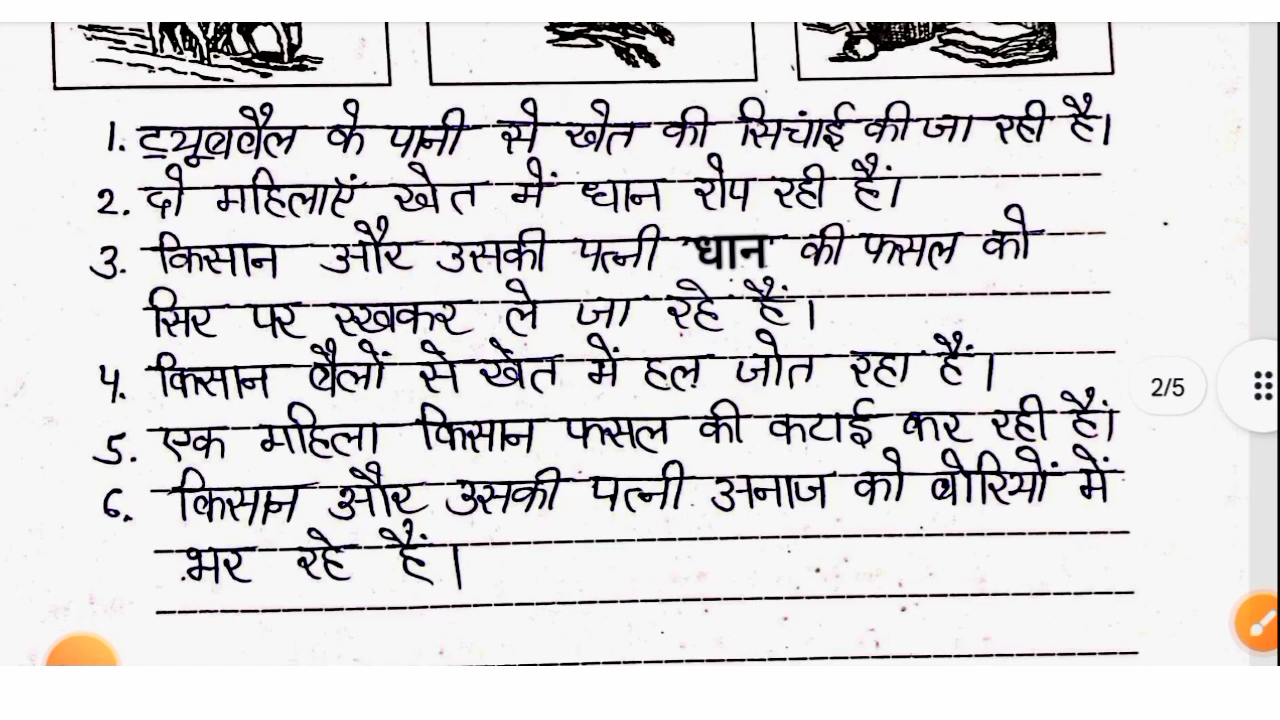 1. ट्यूबवैल के पानी से खेत की सिचांई की जा रही है।
2. दो महिलाएं खेत में धान रोप रही हैं।
3. किसान और उसकी पत्नी धान की फसल को
सिर पर रखकर ले जा रहे हैं।
4. किसान बैलों से खेत में हल जोत रहा हैं।
5. एक महिला किसान फसल की कटाई कर रही हैं।
6. किसान और उसकी पत्नी अनाज को बोरियों में
भर रहे हैं।
2/5